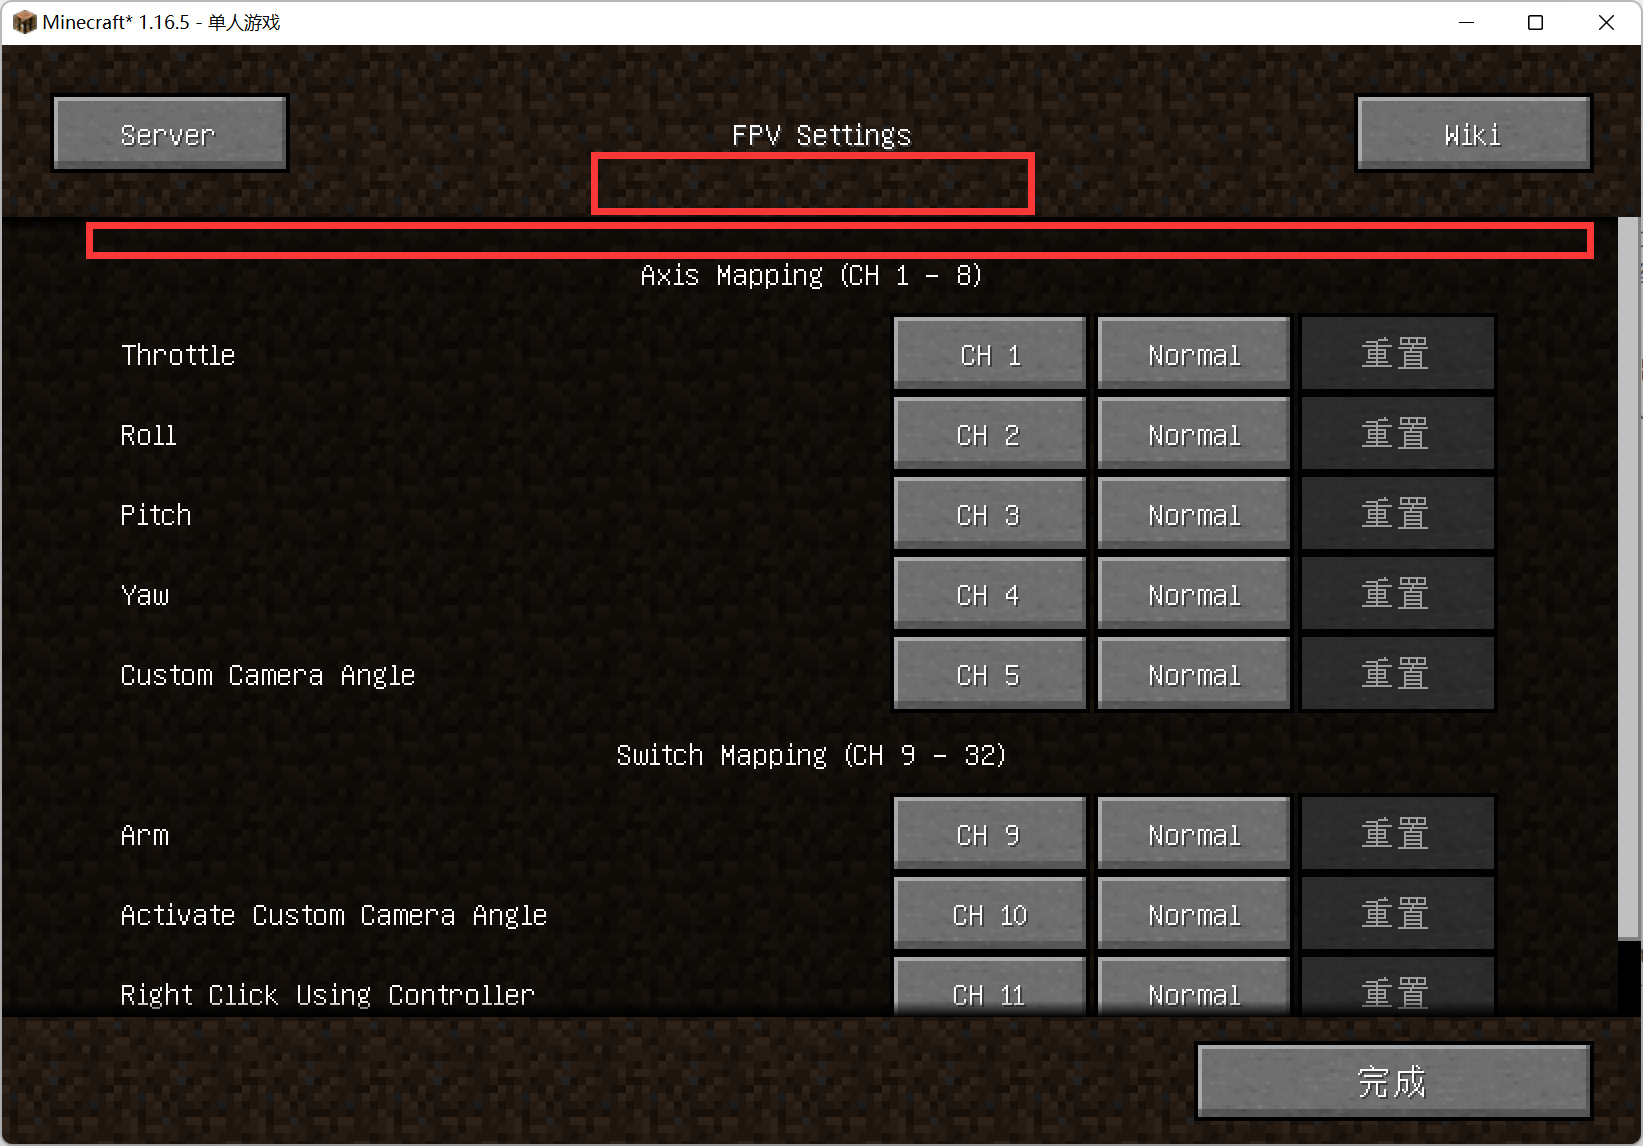 Minecraft* 1.16.5 - 单人游戏
Server FPV Settings Wiki
Axis Mapping (CH 1 - 8)
Throttle CH 1 Normal 重置
Roll CH 2 Normal 重置
Pitch CH 3 Normal 重置
Yaw CH 4 Normal 重置
Custom Camera Angle CH 5 Normal 重置
Switch Mapping (CH 9 - 32)
Arm CH 9 Normal 重置
Activate Custom Camera Angle CH 10 Normal 重置
Right Click Using Controller CH 11 Normal 重置
完成